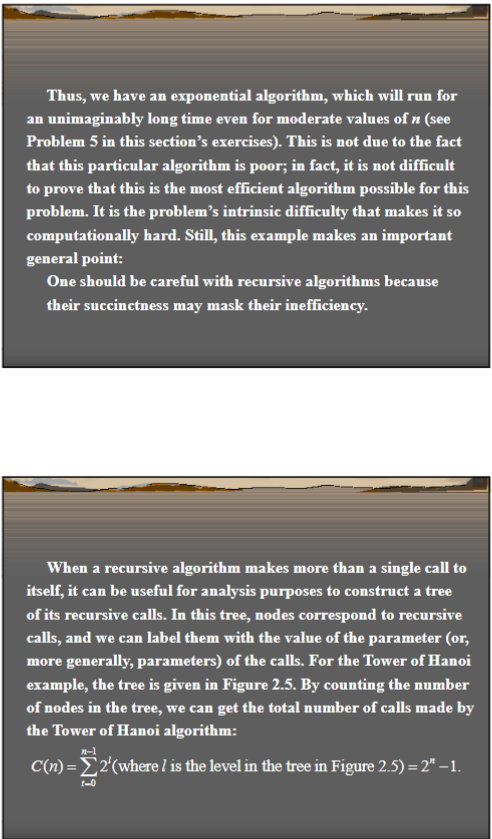 Thus, we have an exponential algorithm, which will run for
an unimaginably long time even for moderate values of n (see
Problem 5 in this section's exercises). This is not due to the fact
that this particular algorithm is poor; in fact, it is not difficult
to prove that this is the most efficient algorithm possible for this
problem. It is the problem's intrinsic difficulty that makes it so
computationally hard. Still, this example makes an important
general point:
One should be careful with recursive algorithms because
their succinctness may mask their inefficiency.
When a recursive algorithm makes more than a single call to
itself, it can be useful for analysis purposes to construct a tree
of its recursive calls. In this tree, nodes correspond to recursive
calls, and we can label them with the value of the parameter (or,
more generally, parameters) of the calls. For the Tower of Hanoi
example, the tree is given in Figure 2.5. By counting the number
of nodes in the tree, we can get the total number of calls made by
the Tower of Hanoi algorithm:
C(n) = ∑_{l=0}^{n−1} 2^l (where l is the level in the tree in Figure 2.5) = 2^n − 1.